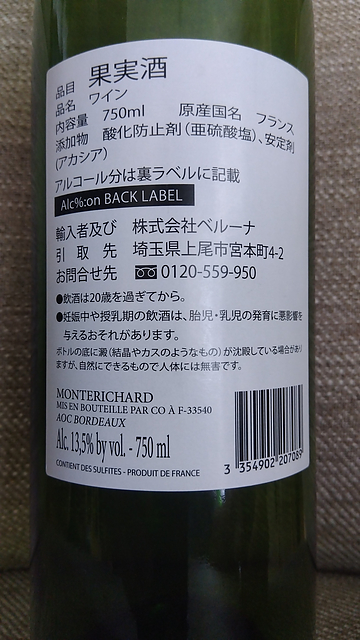 品目 果実酒
品名 ワイン
内容量 750ml 原産国名 フランス
添加物 酸化防止剤(亜硫酸塩)、安定剤
(アカシア)
アルコール分は裏ラベルに記載
Alc%:on BACK LABEL
輸入者及び 株式会社ベルーナ
引取先 埼玉県上尾市宮本町4-2
お問合せ先 0120-559-950
●飲酒は20歳を過ぎてから。
●妊娠中や授乳期の飲酒は、胎児・乳児の発育に悪影響を
与えるおそれがあります。
ボトルの底に澱(結晶やカスのようなもの)が沈殿している場合があり
ますが、自然にできるもので人体には無害です。
MONTERICHARD
MIS EN BOUTEILLE PAR CO À F-33540
AOC BORDEAUX
Alc. 13,5% by vol. - 750 ml
CONTIENT DES SULFITES - PRODUIT DE FRANCE
3 354902 207089